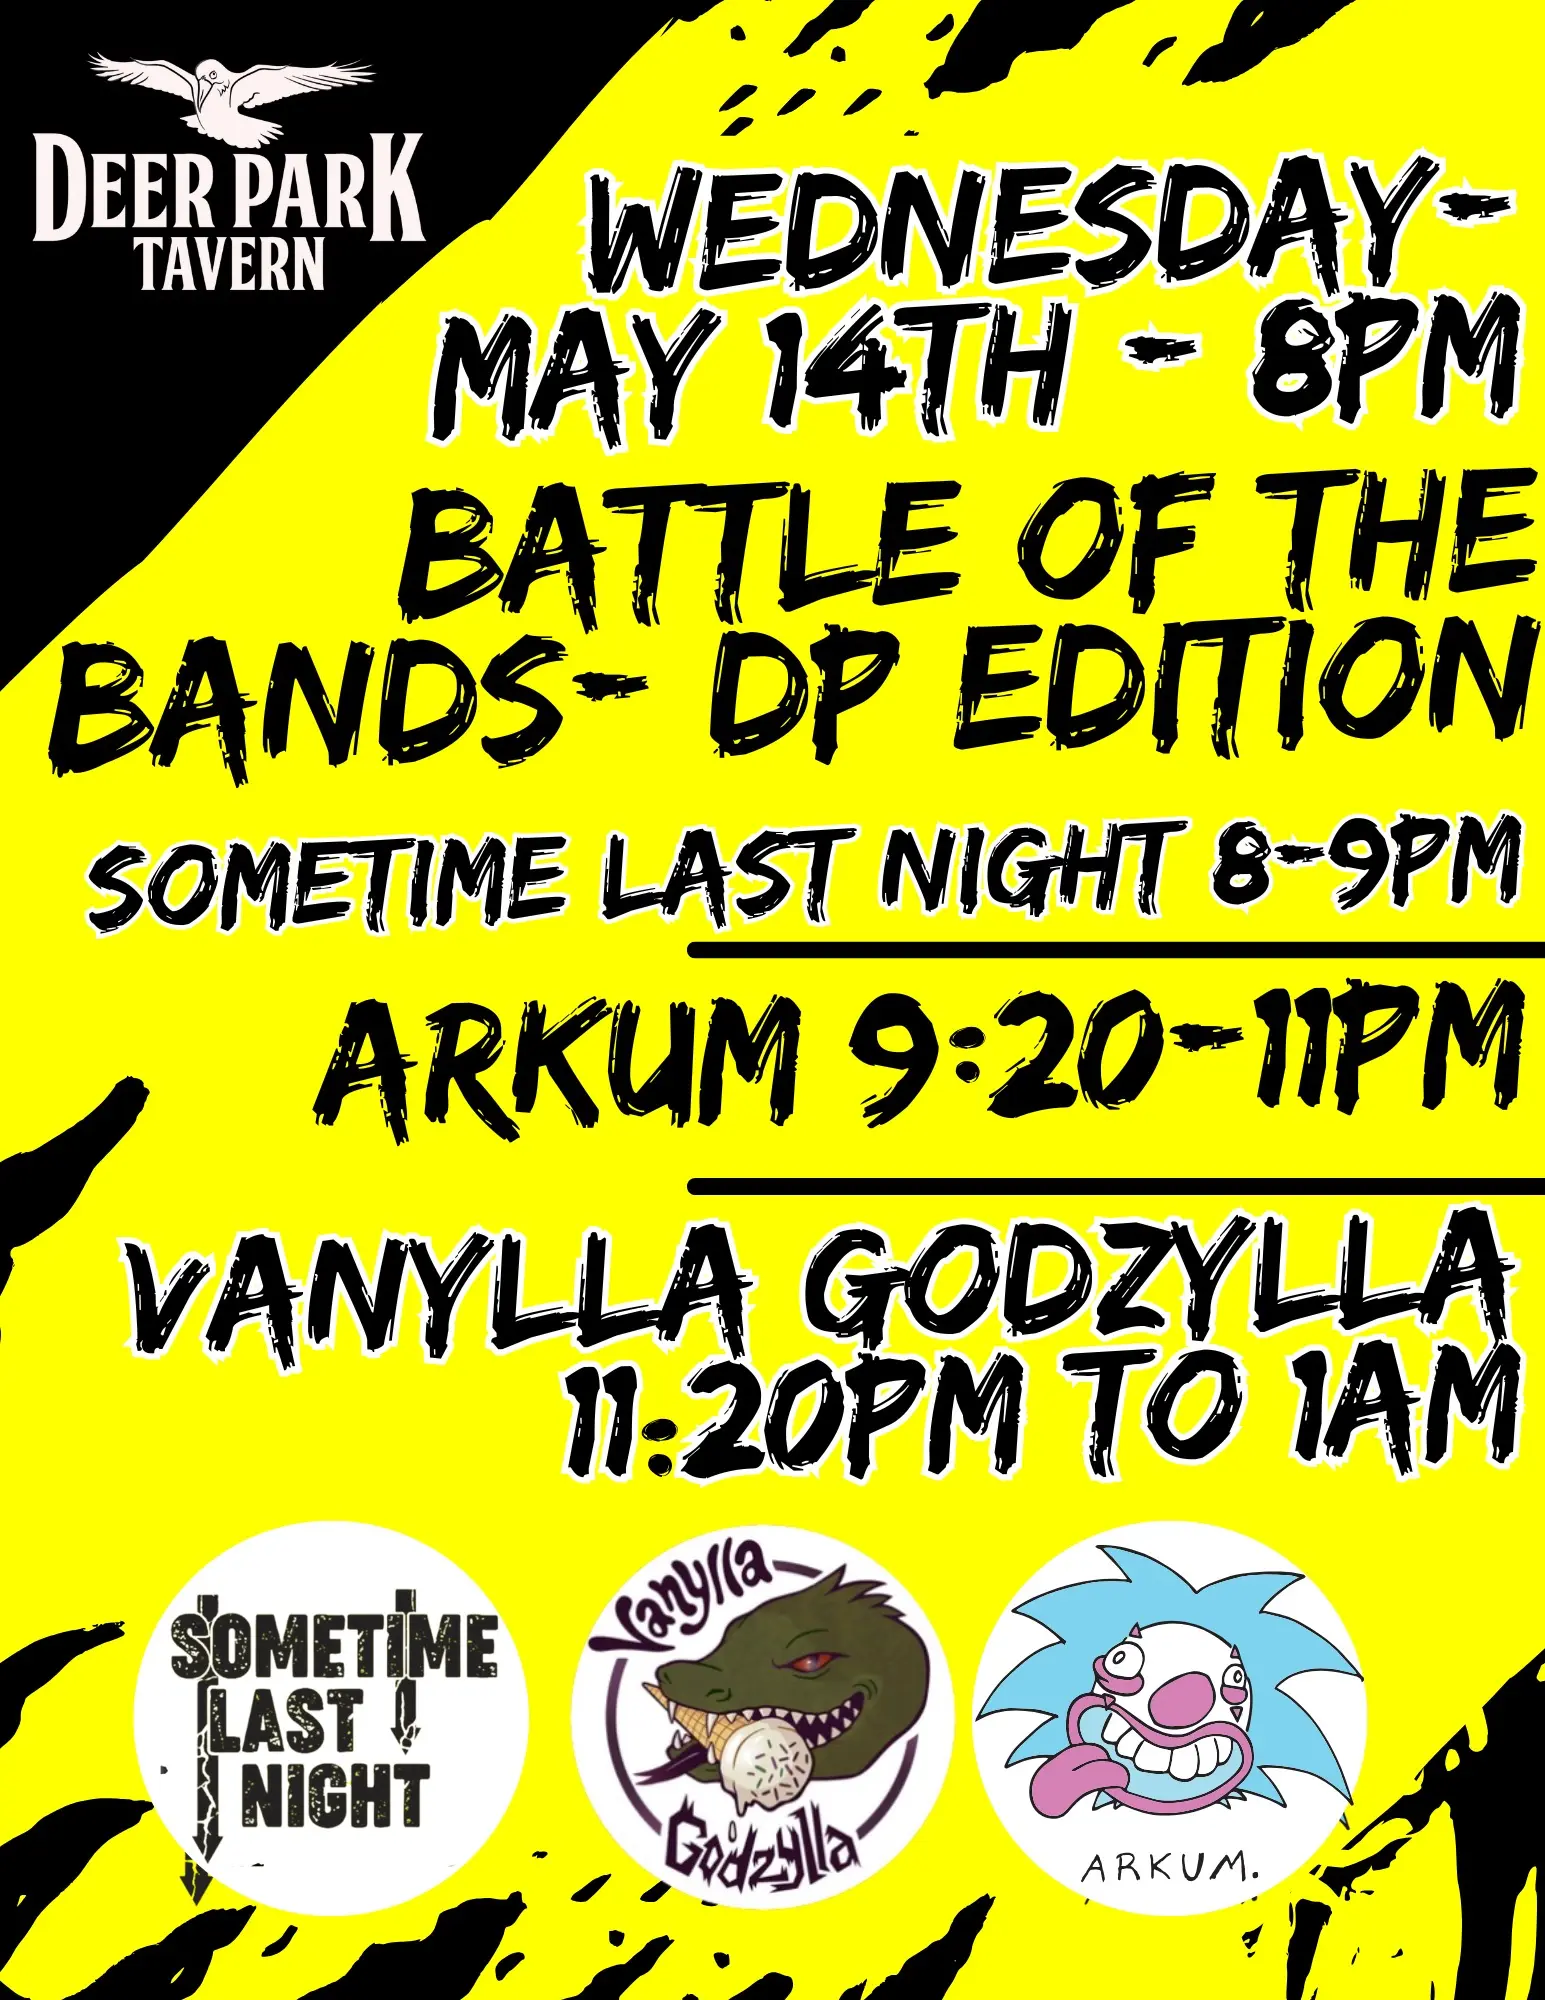 DEER PARK
TAVERN
WEDNESDAY-
MAY 14TH - 8PM
BATTLE OF THE
BANDS- DP EDITION
SOMETIME LAST NIGHT 8-9PM
ARKUM 9:20-11PM
VANYLLA GODZYLLA
11:20PM TO 1AM
SOMETIME
LAST
NIGHT
Vanylla
Godzylla
ARKUM.